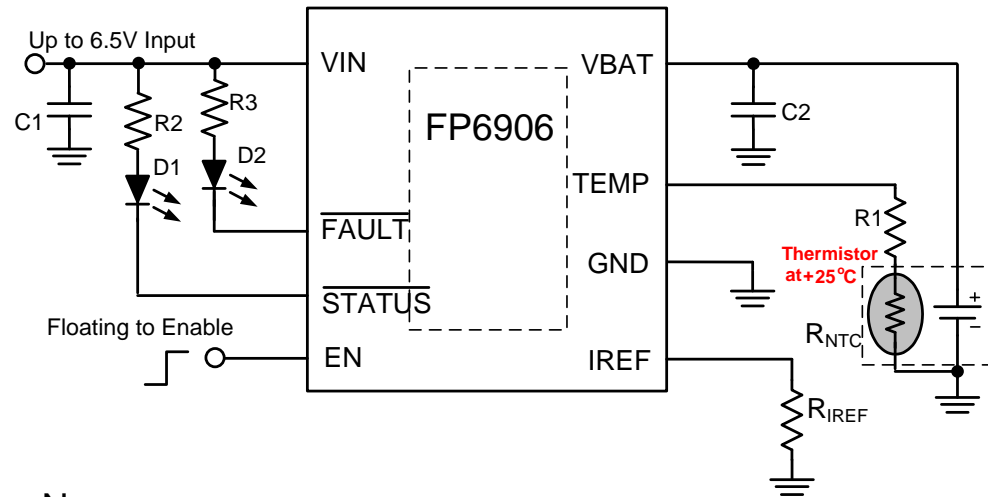 Up to 6.5V Input
VIN
VBAT
C1
R2
R3
FP6906
C2
D1
D2
TEMP
R1
FAULT
GND
Thermistor
at+25°C
STATUS
+
−
Floating to Enable
RNTC
EN
IREF
RIREF